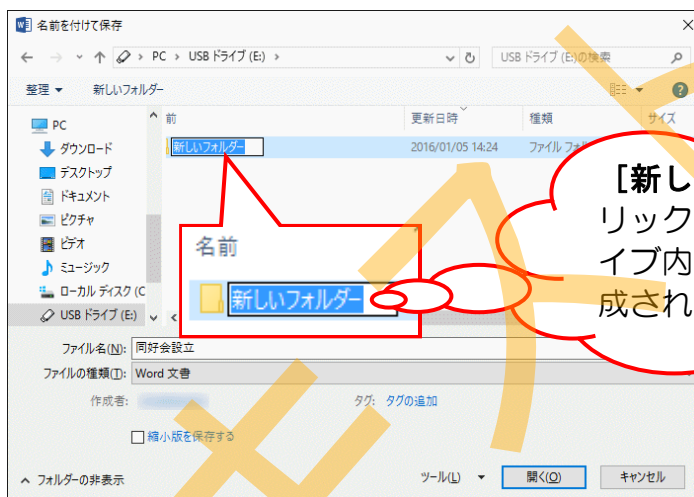 名前を付けて保存
PC > USB ドライブ (E:) >
USB ドライブ (E:)の検索
整理 ▼ 新しいフォルダー
PC
ダウンロード
デスクトップ
ドキュメント
ピクチャ
ビデオ
ミュージック
ローカル ディスク (C
USB ドライブ (E:)
前 更新日時 種類 サイズ
新しいフォルダー 2016/01/05 14:24 ファイル フォル
名前
新しいフォルダー
[新し
リック
イブ内
成され
ファイル名(N): 同好会設立
ファイルの種類(T): Word 文書
作成者: タグ: タグの追加
縮小版を保存する
フォルダーの非表示
ツール(L) ▼ 開く(O) キャンセル